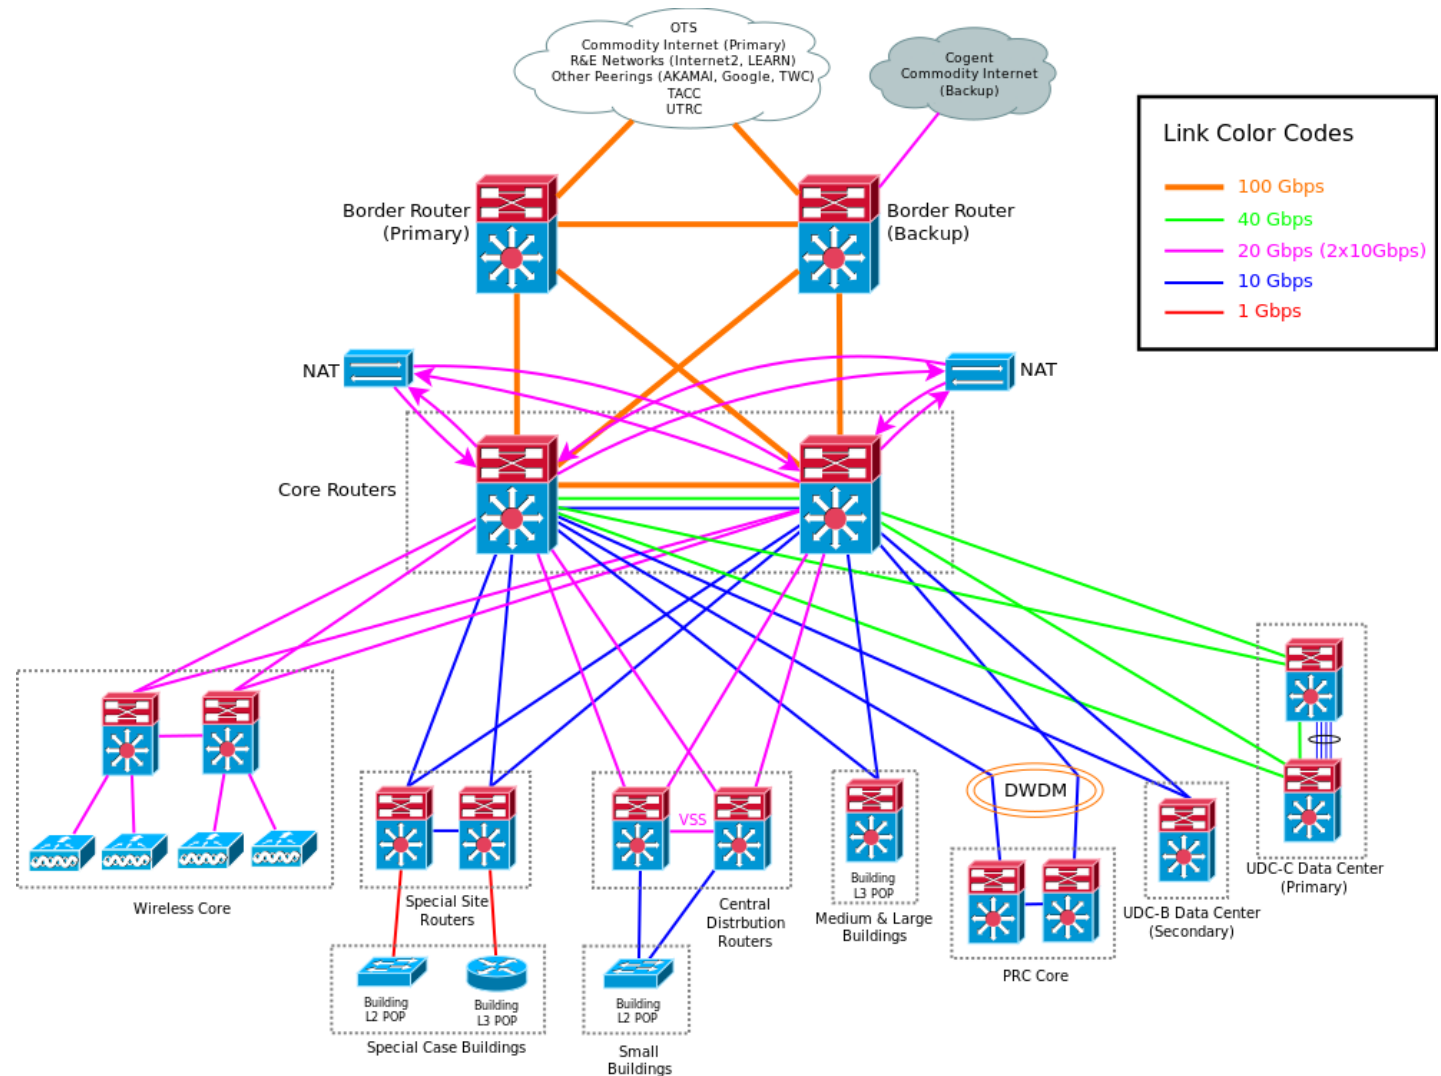 OTS
Commodity Internet (Primary)
R&E Networks (Internet2, LEARN)
Other Peerings (AKAMAI, Google, TWC)
TACC
UTRC
Cogent
Commodity Internet
(Backup)
Link Color Codes
100 Gbps
40 Gbps
20 Gbps (2x10Gbps)
10 Gbps
1 Gbps
Border Router
(Primary)
Border Router
(Backup)
NAT
NAT
Core Routers
Wireless Core
Special Site
Routers
VSS
Central
Distrbution
Routers
Building
L3 POP
Medium & Large
Buildings
DWDM
PRC Core
UDC-B Data Center
(Secondary)
UDC-C Data Center
(Primary)
Building
L2 POP
Building
L3 POP
Special Case Buildings
Building
L2 POP
Small
Buildings